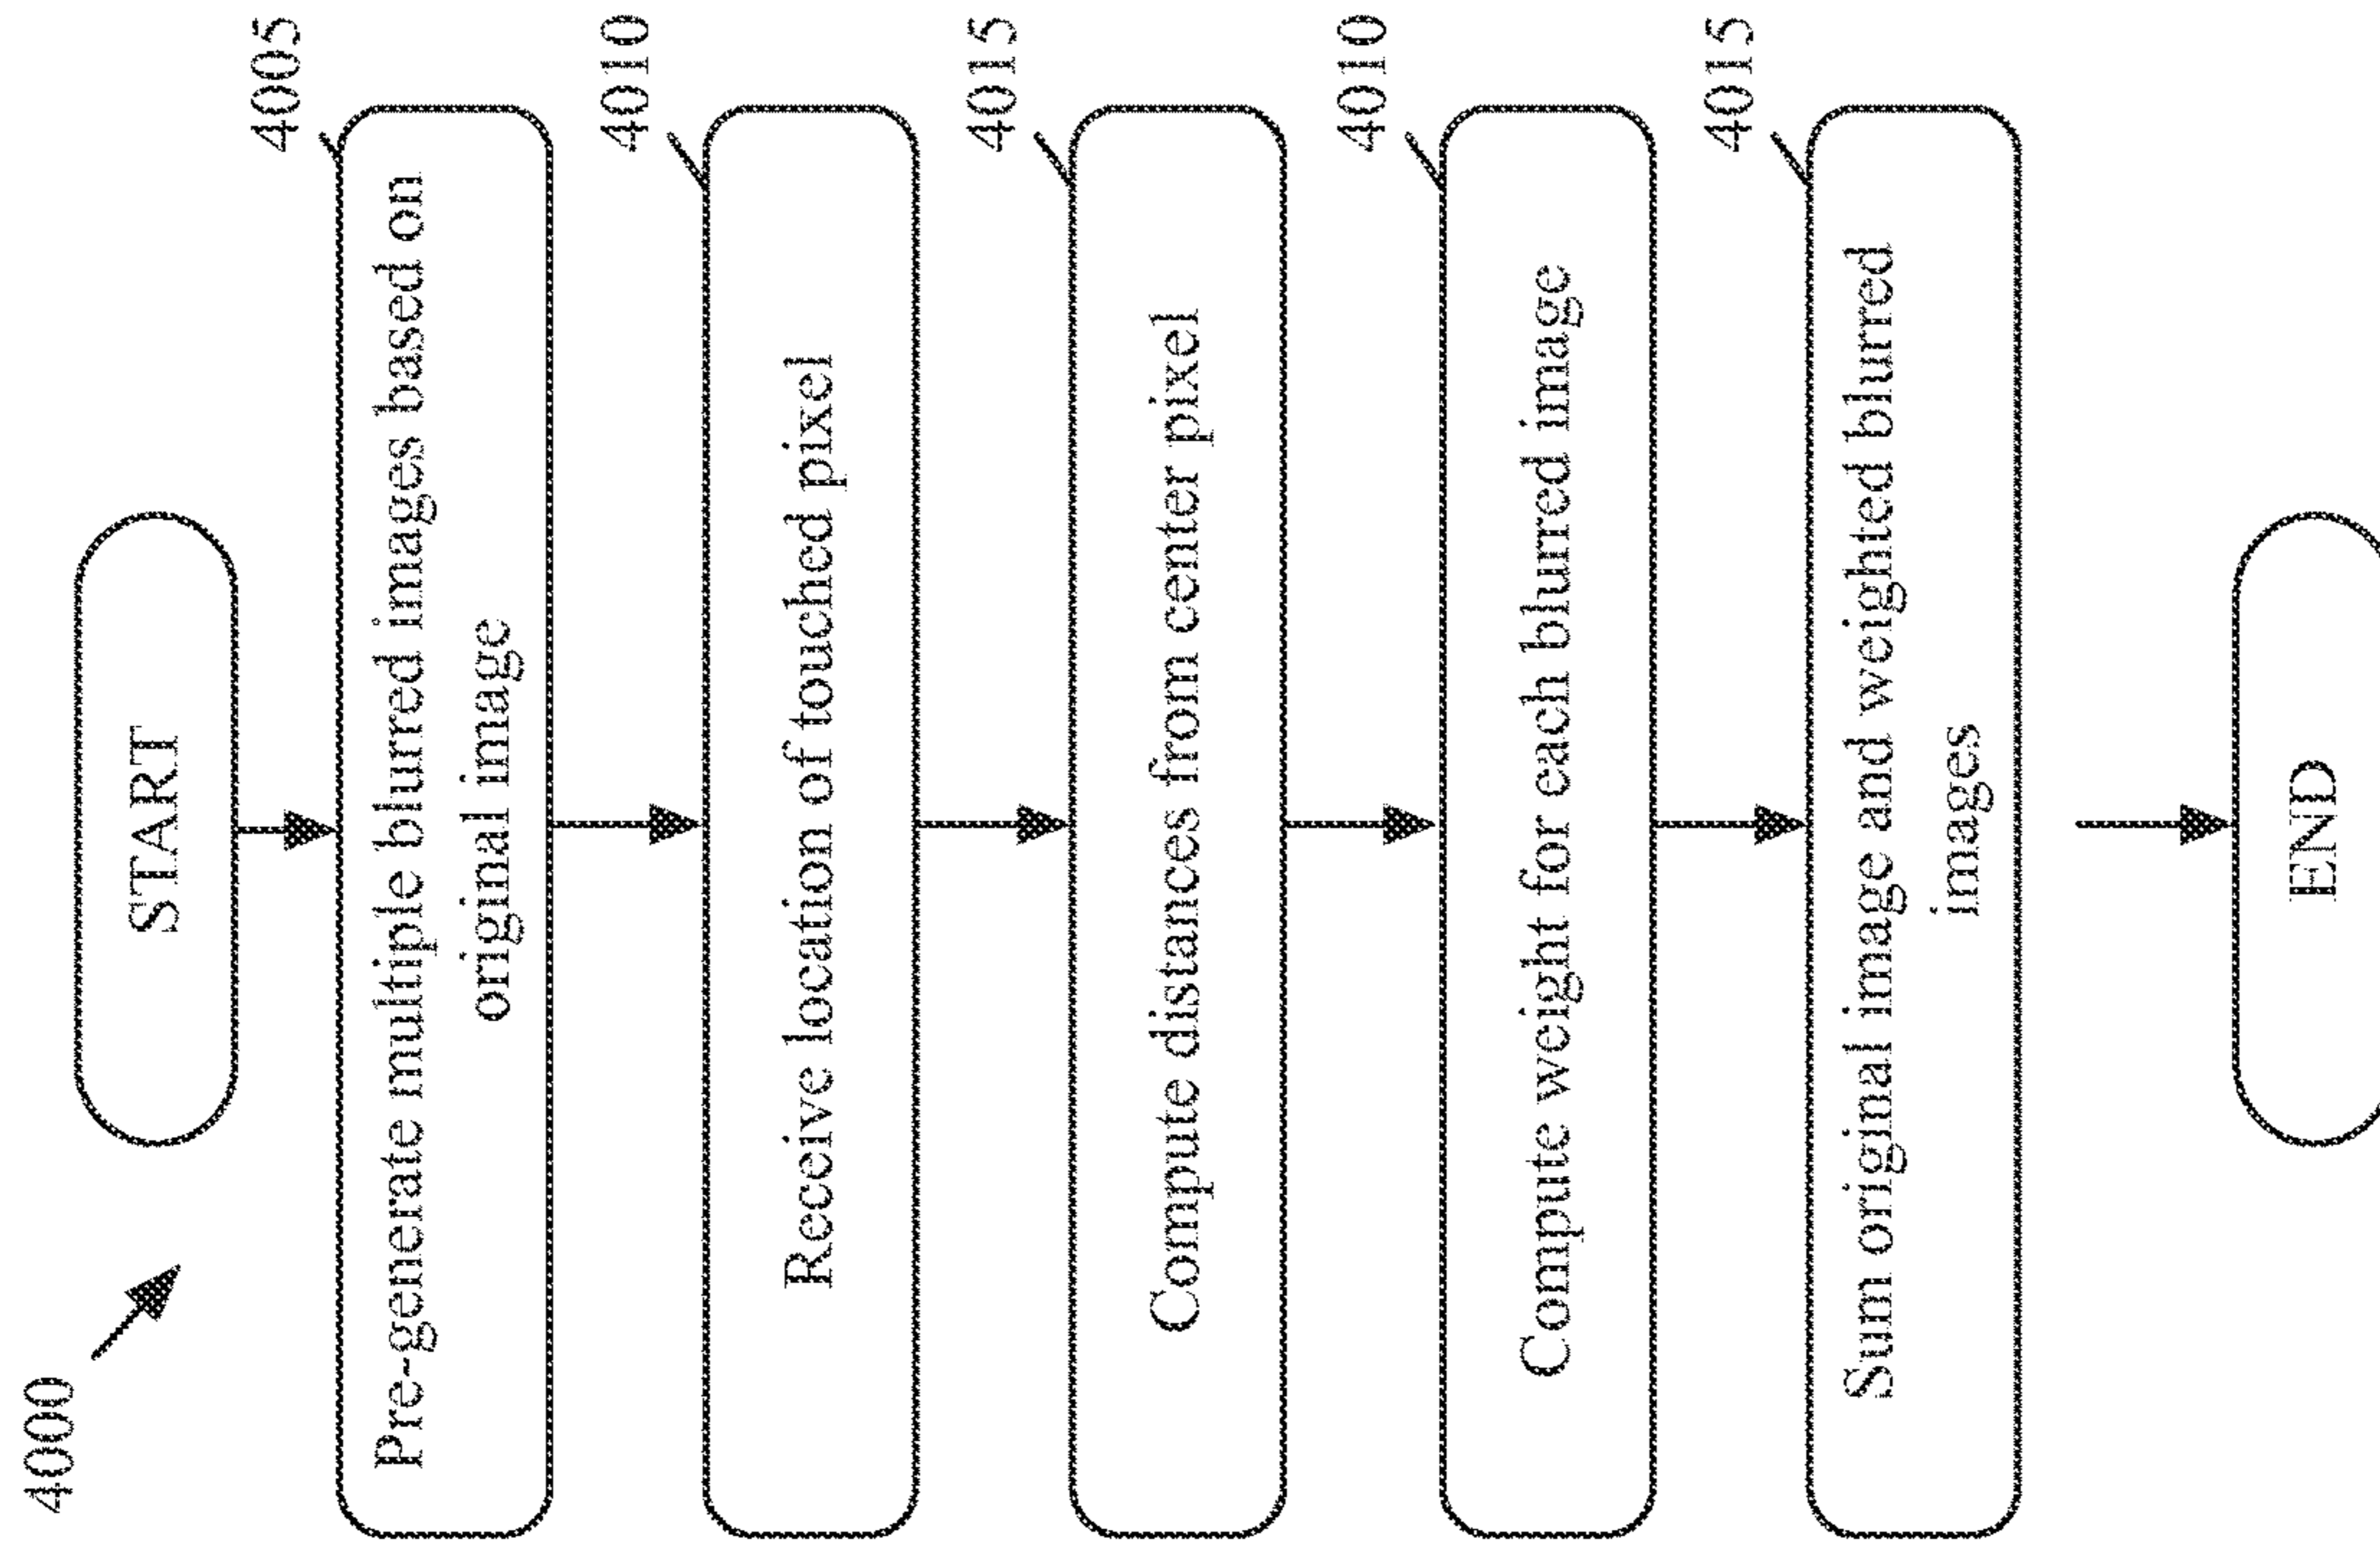 4000
START
4005
Pre-generate multiple blurred images based on
original image
4010
Receive location of touched pixel
4015
Compute distances from center pixel
4010
Compute weight for each blurred image
4015
Sum original image and weighted blurred
images
END